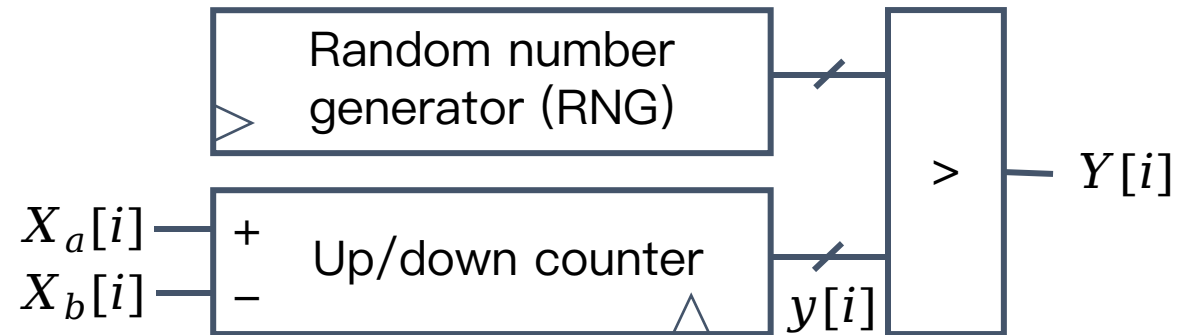 Random number
generator (RNG)
>
Y[i]
X_a[i]
+
Up/down counter
X_b[i]
−
y[i]